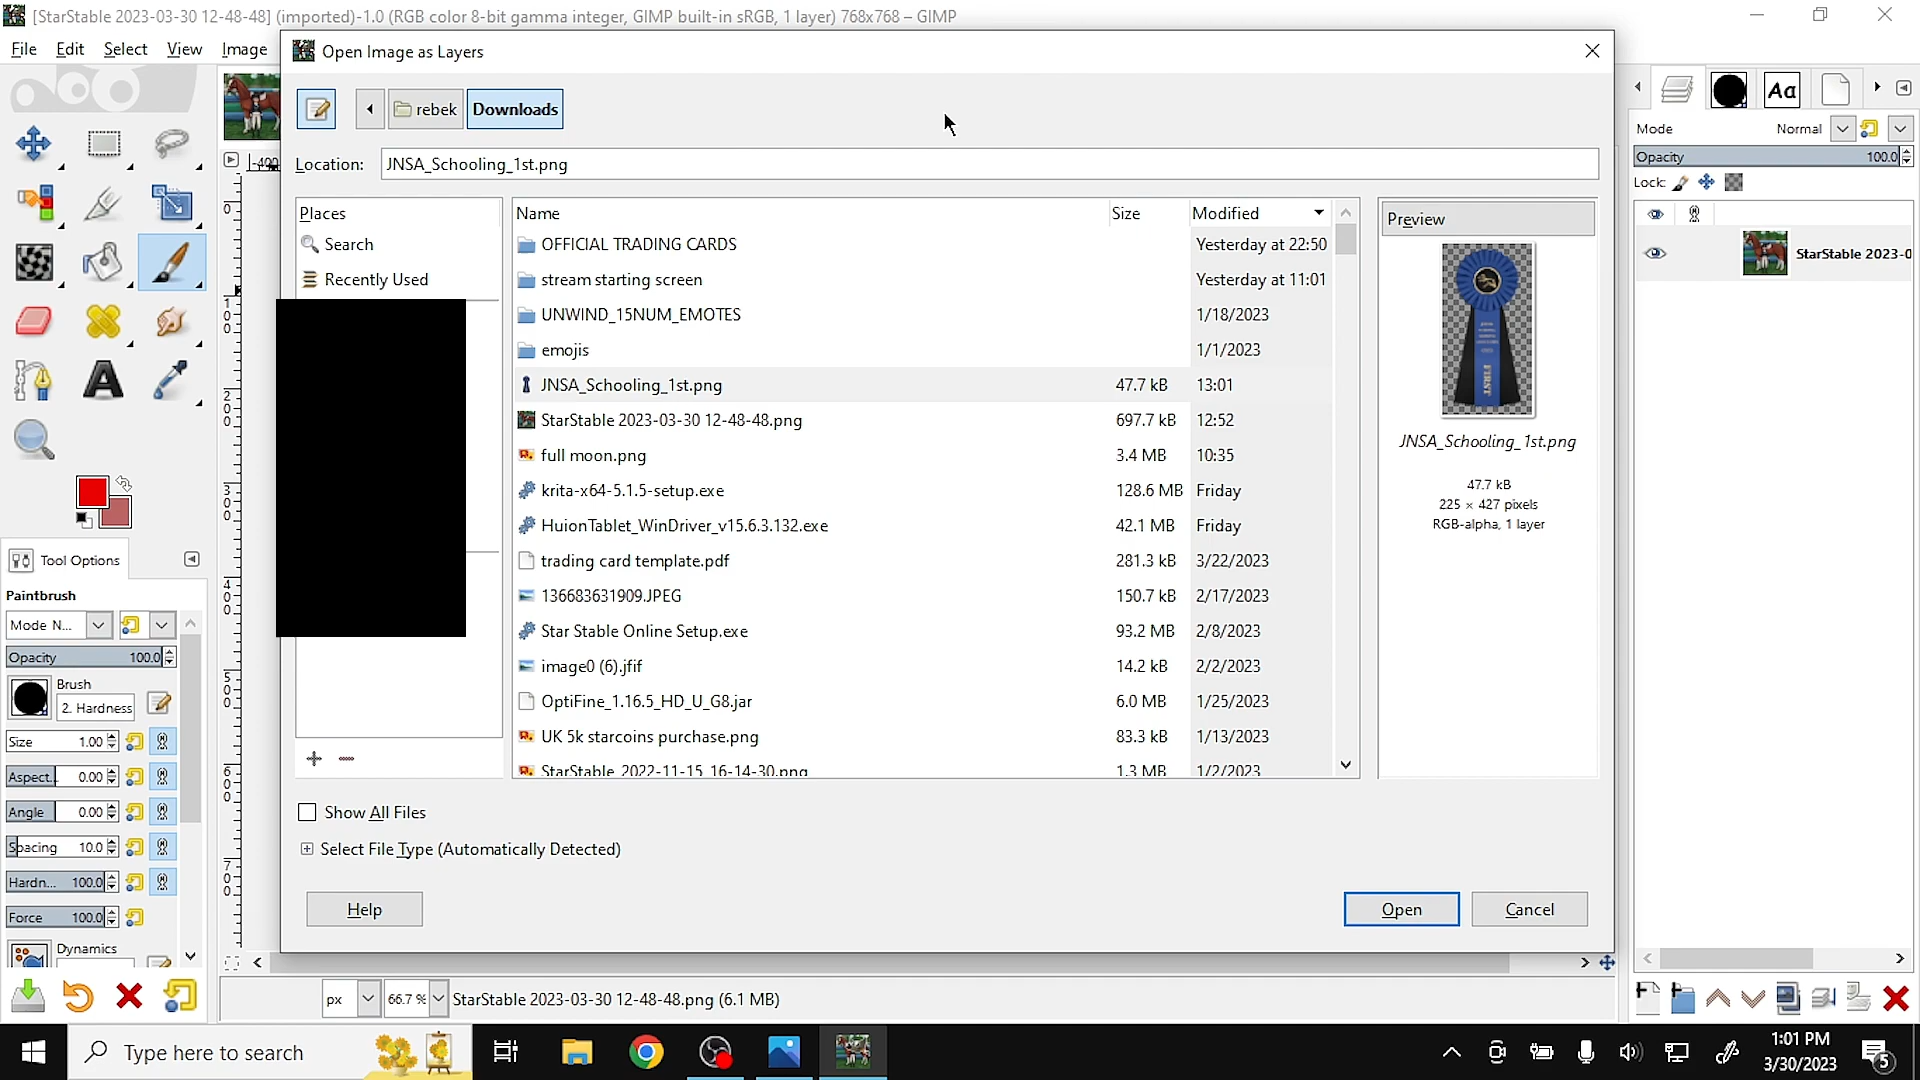 [StarStable 2023-03-30 12-48-48] (imported)-1.0 (RGB color 8-bit gamma integer, GIMP built-in sRGB, 1 layer) 768x768 – GIMP
File Edit Select View Image
Open Image as Layers
rebek Downloads
Location: JNSA_Schooling_1st.png
Places
Search
Recently Used
Name Size Modified
OFFICIAL TRADING CARDS Yesterday at 22:50
stream starting screen Yesterday at 11:01
UNWIND_15NUM_EMOTES 1/18/2023
emojis 1/1/2023
JNSA_Schooling_1st.png 47.7 kB 13:01
StarStable 2023-03-30 12-48-48.png 697.7 kB 12:52
full moon.png 3.4 MB 10:35
krita-x64-5.1.5-setup.exe 128.6 MB Friday
HuionTablet_WinDriver_v15.6.3.132.exe 42.1 MB Friday
trading card template.pdf 281.3 kB 3/22/2023
136683631909.JPEG 150.7 kB 2/17/2023
Star Stable Online Setup.exe 93.2 MB 2/8/2023
image0 (6).jfif 14.2 kB 2/2/2023
OptiFine_1.16.5_HD_U_G8.jar 6.0 MB 1/25/2023
UK 5k starcoins purchase.png 83.3 kB 1/13/2023
StarStable 2022-11-15 16-14-30.png 1.3 MB 1/2/2023
Preview
FIRST
JNSA_Schooling_1st.png
47.7 kB
225 × 427 pixels
RGB-alpha, 1 layer
Show All Files
Select File Type (Automatically Detected)
Help Open Cancel
-400
0
100
200
300
400
500
600
700
Tool Options
Paintbrush
Mode N...
Opacity 100.0
Brush
2. Hardness
Size 1.00
Aspect... 0.00
Angle 0.00
Spacing 10.0
Hardn... 100.0
Force 100.0
Dynamics
px 66.7 % StarStable 2023-03-30 12-48-48.png (6.1 MB)
Aa
Mode Normal
Opacity 100.0
Lock:
StarStable 2023-0
Type here to search
1:01 PM
3/30/2023
5